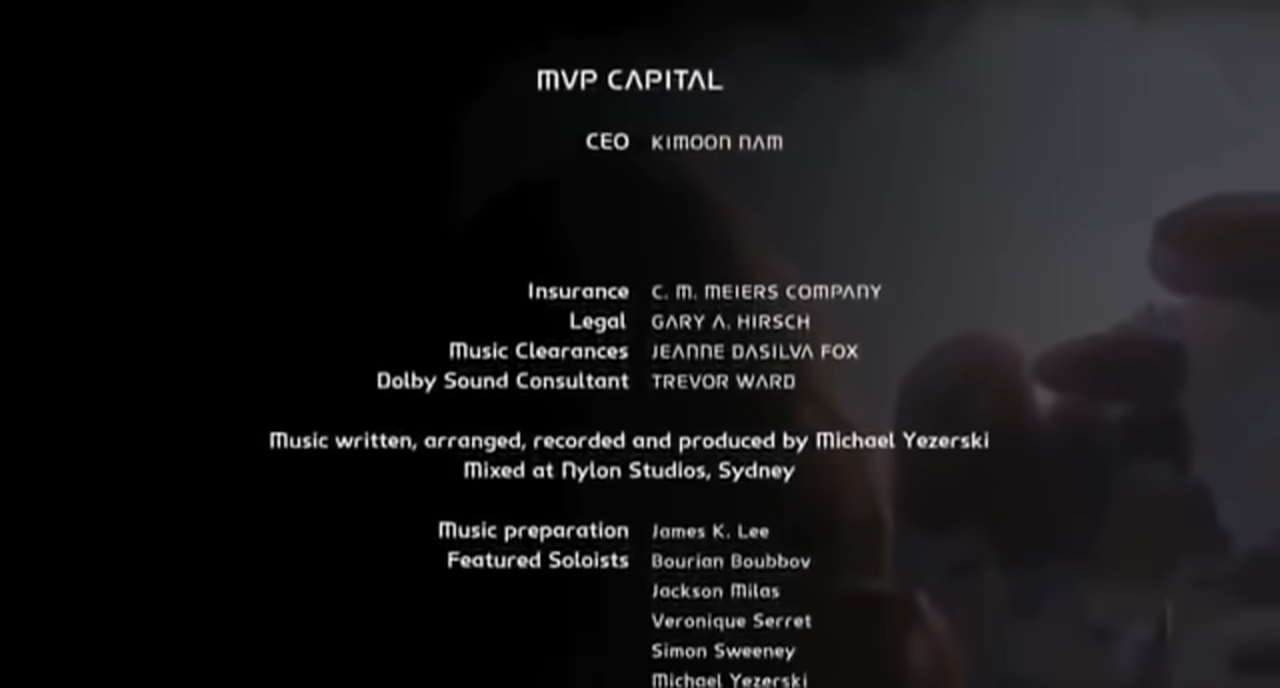 MVP CAPITAL
CEO KIMOON NAM
Insurance C. M. MEIERS COMPANY
Legal GARY A. HIRSCH
Music Clearances JEANNE DASILVA FOX
Dolby Sound Consultant TREVOR WARD
Music written, arranged, recorded and produced by Michael Yezerski
Mixed at Nylon Studios, Sydney
Music preparation James K. Lee
Featured Soloists Bourian Boubbov
Jackson Milas
Veronique Serret
Simon Sweeney
Michael Yezerski